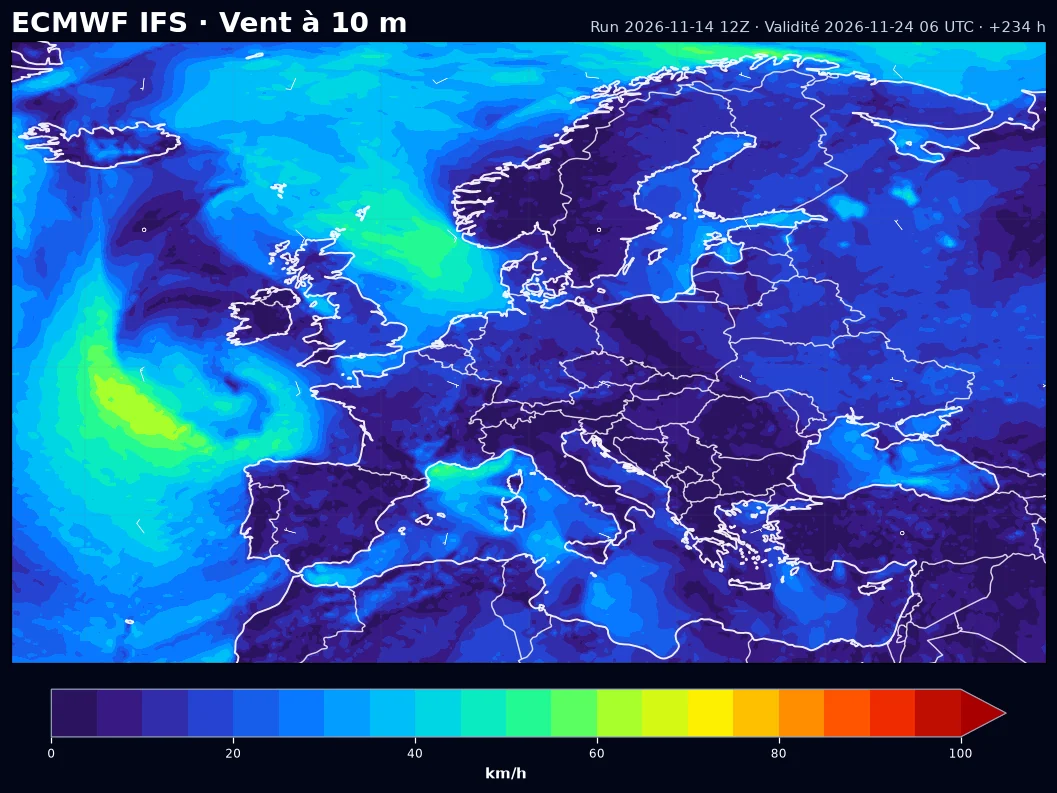 ECMWF IFS · Vent à 10 m
Run 2026-11-14 12Z · Validité 2026-11-24 06 UTC · +234 h
0 20 40 60 80 100
km/h